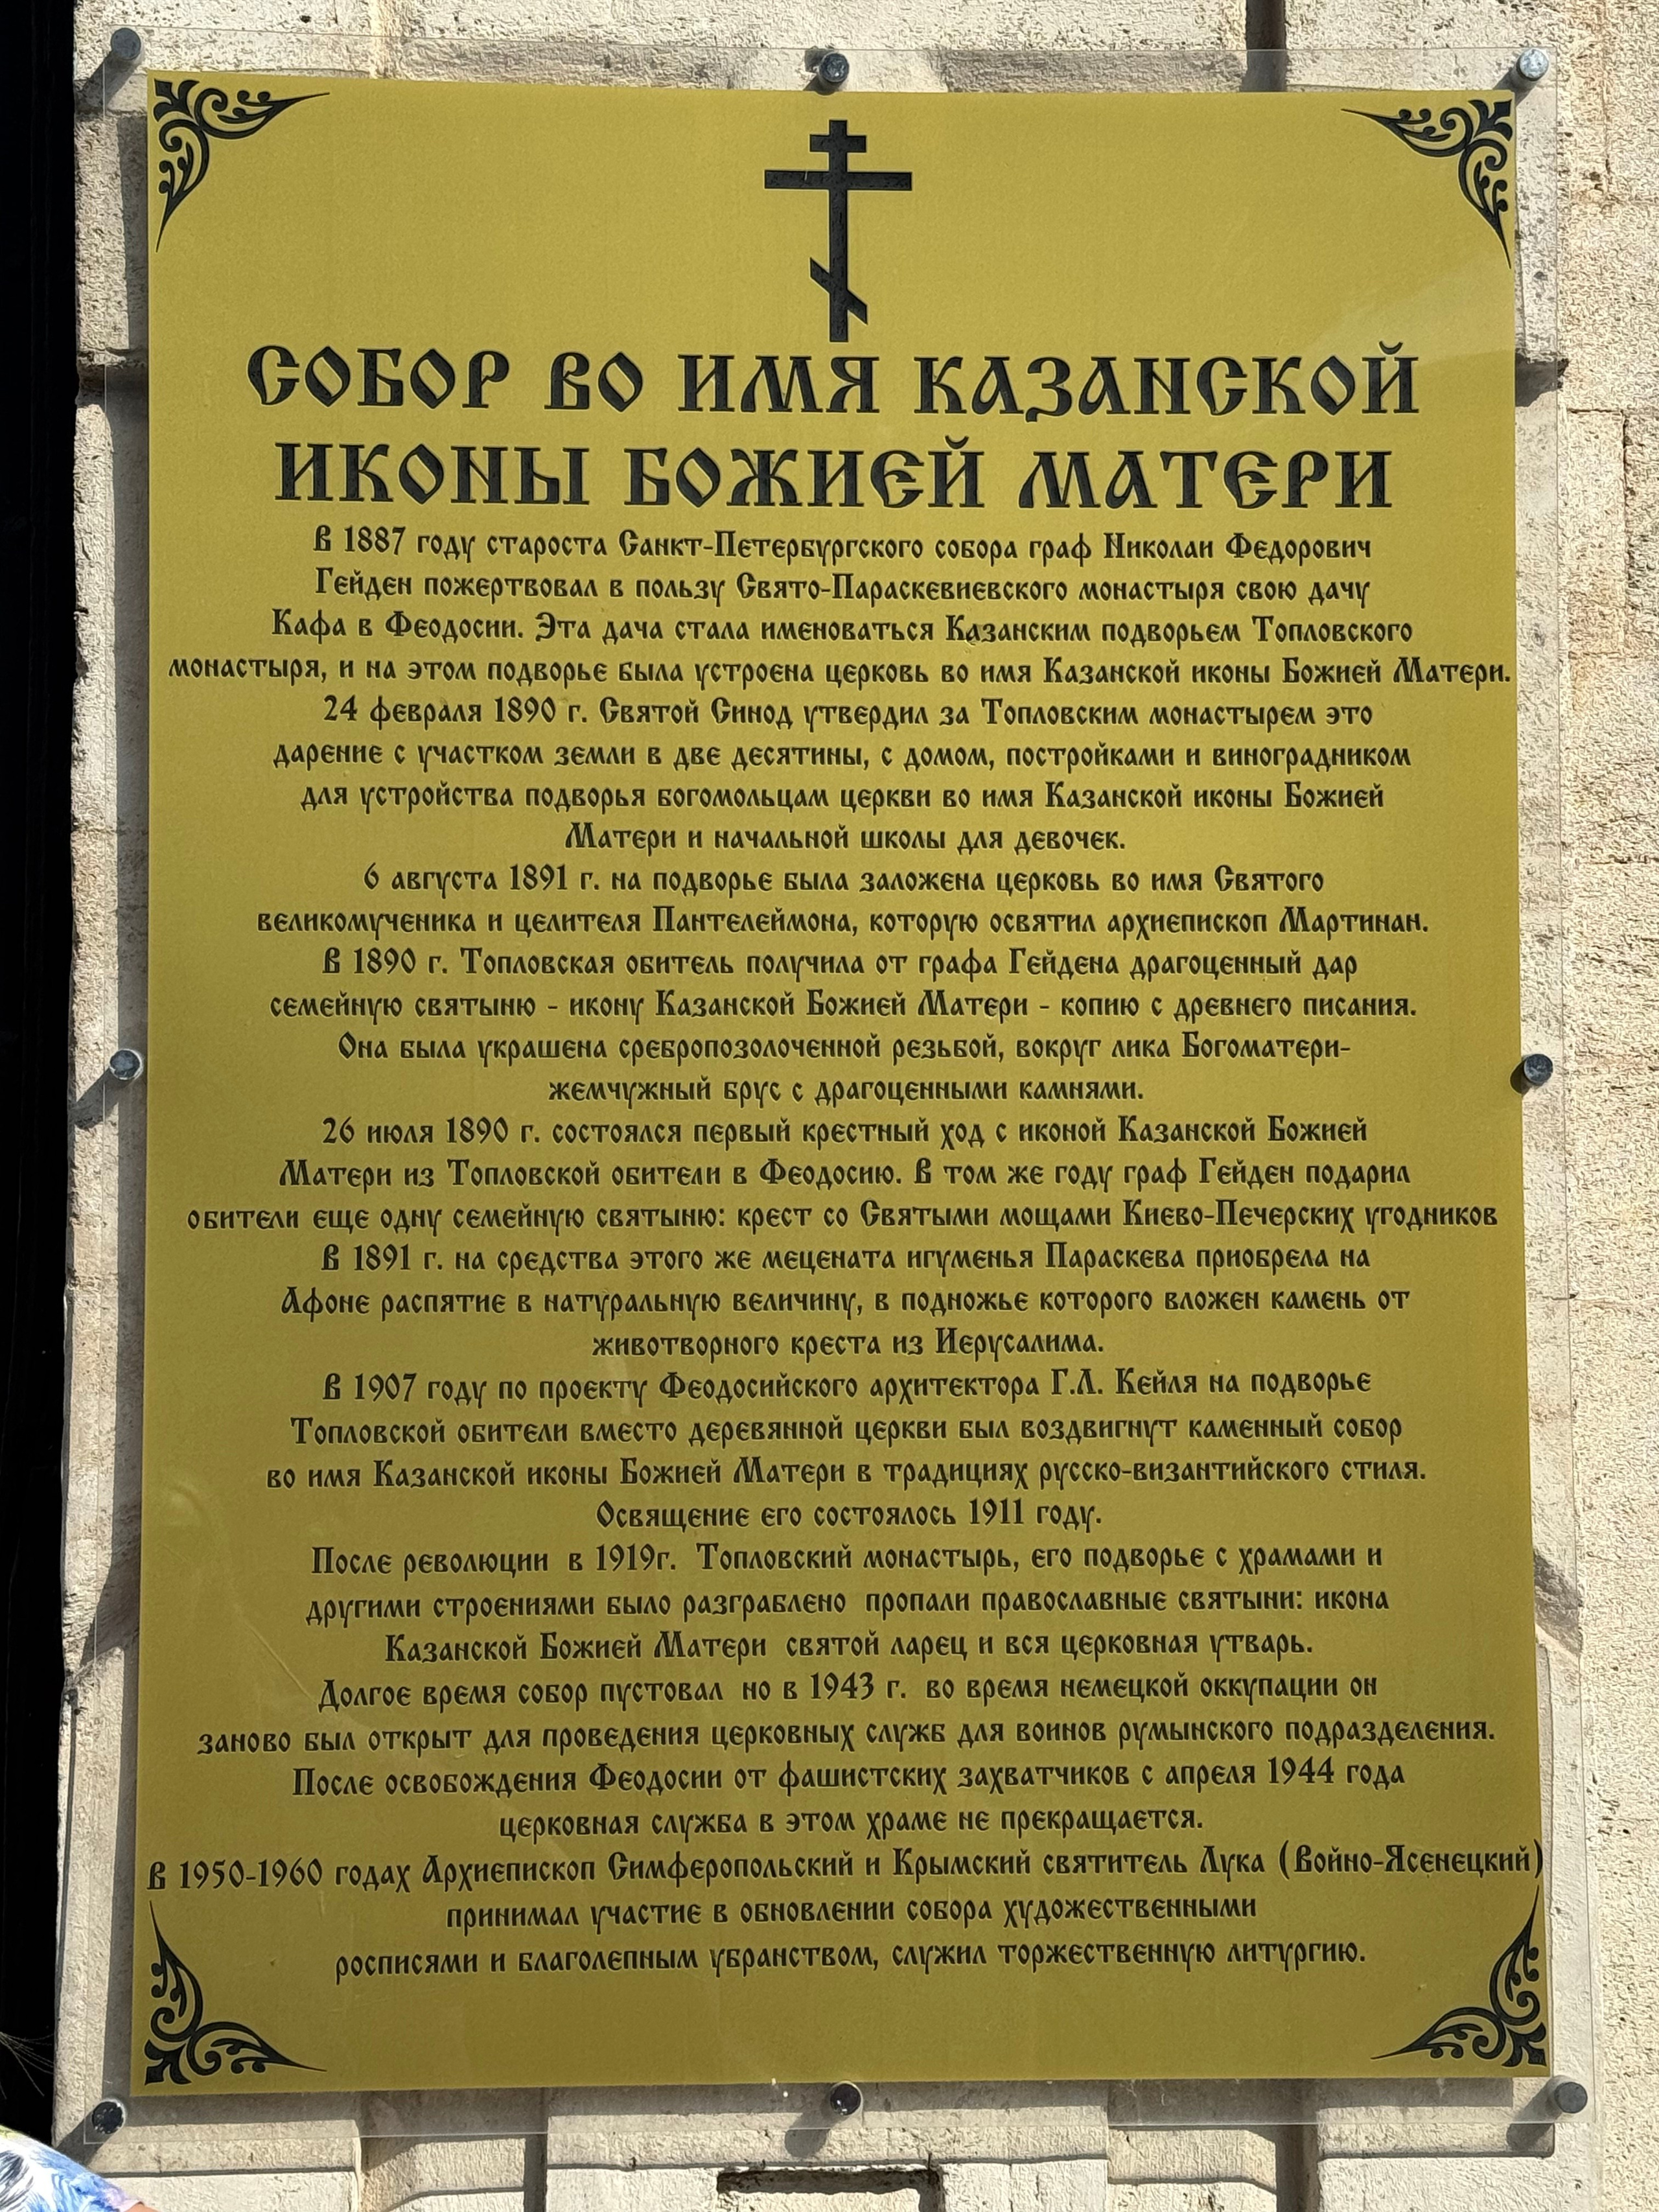 СОБОР ВО ИМЯ КАЗАНСКОЙ
ИКОНЫ БОЖИЕЙ МАТЕРИ
В 1887 году староста Санкт-Петербургского собора граф Николаи Федорович
Гейден пожертвовал в пользу Свято-Параскевиевского монастыря свою дачу
Кафа в Феодосии. Эта дача стала именоваться Казанским подворьем Топловского
монастыря, и на этом подворье была устроена церковь во имя Казанской иконы Божией Матери.
24 февраля 1890 г. Святой Синод утвердил за Топловским монастырем это
дарение с участком земли в две десятины, с домом, постройками и виноградником
для устройства подворья богомольцам церкви во имя Казанской иконы Божией
Матери и начальной школы для девочек.
6 августа 1891 г. на подворье была заложена церковь во имя Святого
великомученика и целителя Пантелеймона, которую освятил архиепископ Мартинан.
В 1890 г. Топловская обитель получила от графа Гейдена драгоценный дар
семейную святыню - икону Казанской Божией Матери - копию с древнего писания.
Она была украшена сребропозолоченной резьбой, вокруг лика Богоматери-
жемчужный брус с драгоценными камнями.
26 июля 1890 г. состоялся первый крестный ход с иконой Казанской Божией
Матери из Топловской обители в Феодосию. В том же году граф Гейден подарил
обители еще одну семейную святыню: крест со Святыми мощами Киево-Печерских угодников
В 1891 г. на средства этого же мецената игуменья Параскева приобрела на
Афоне распятие в натуральную величину, в подножье которого вложен камень от
животворного креста из Иерусалима.
В 1907 году по проекту Феодосийского архитектора Г.Л. Кейля на подворье
Топловской обители вместо деревянной церкви был воздвигнут каменный собор
во имя Казанской иконы Божией Матери в традициях русско-византийского стиля.
Освящение его состоялось 1911 году.
После революции в 1919г. Топловский монастырь, его подворье с храмами и
другими строениями было разграблено пропали православные святыни: икона
Казанской Божией Матери святой ларец и вся церковная утварь.
Долгое время собор пустовал но в 1943 г. во время немецкой оккупации он
заново был открыт для проведения церковных служб для воинов румынского подразделения.
После освобождения Феодосии от фашистских захватчиков с апреля 1944 года
церковная служба в этом храме не прекращается.
В 1950-1960 годах Архиепископ Симферопольский и Крымский святитель Лука (Войно-Ясенецкий)
принимал участие в обновлении собора художественными
росписями и благолепным убранством, служил торжественную литургию.